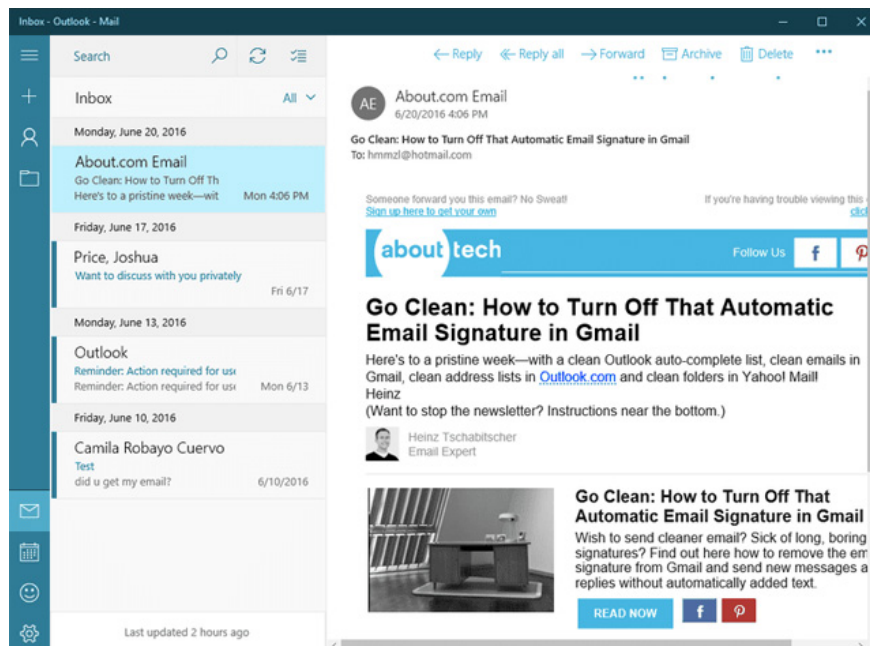 Inbox - Outlook - Mail
Search
Inbox
All
Monday, June 20, 2016
About.com Email
Go Clean: How to Turn Off Th
Here's to a pristine week—wit Mon 4:06 PM
Friday, June 17, 2016
Price, Joshua
Want to discuss with you privately
Fri 6/17
Monday, June 13, 2016
Outlook
Reminder: Action required for use
Reminder: Action required for use Mon 6/13
Friday, June 10, 2016
Camila Robayo Cuervo
Test
did u get my email? 6/10/2016
Last updated 2 hours ago
Reply Reply all Forward Archive Delete
AE
About.com Email
6/20/2016 4:06 PM
Go Clean: How to Turn Off That Automatic Email Signature in Gmail
To: hmmzl@hotmail.com
Someone forward you this email? No Sweat! If you're having trouble viewing this
Sign up here to get your own
about tech Follow Us
Go Clean: How to Turn Off That Automatic
Email Signature in Gmail
Here's to a pristine week—with a clean Outlook auto-complete list, clean emails in
Gmail, clean address lists in Outlook.com and clean folders in Yahoo! Mail!
Heinz
(Want to stop the newsletter? Instructions near the bottom.)
Heinz Tschabitscher
Email Expert
Go Clean: How to Turn Off That
Automatic Email Signature in Gmail
Wish to send cleaner email? Sick of long, boring
signatures? Find out here how to remove the em
signature from Gmail and send new messages a
replies without automatically added text.
READ NOW